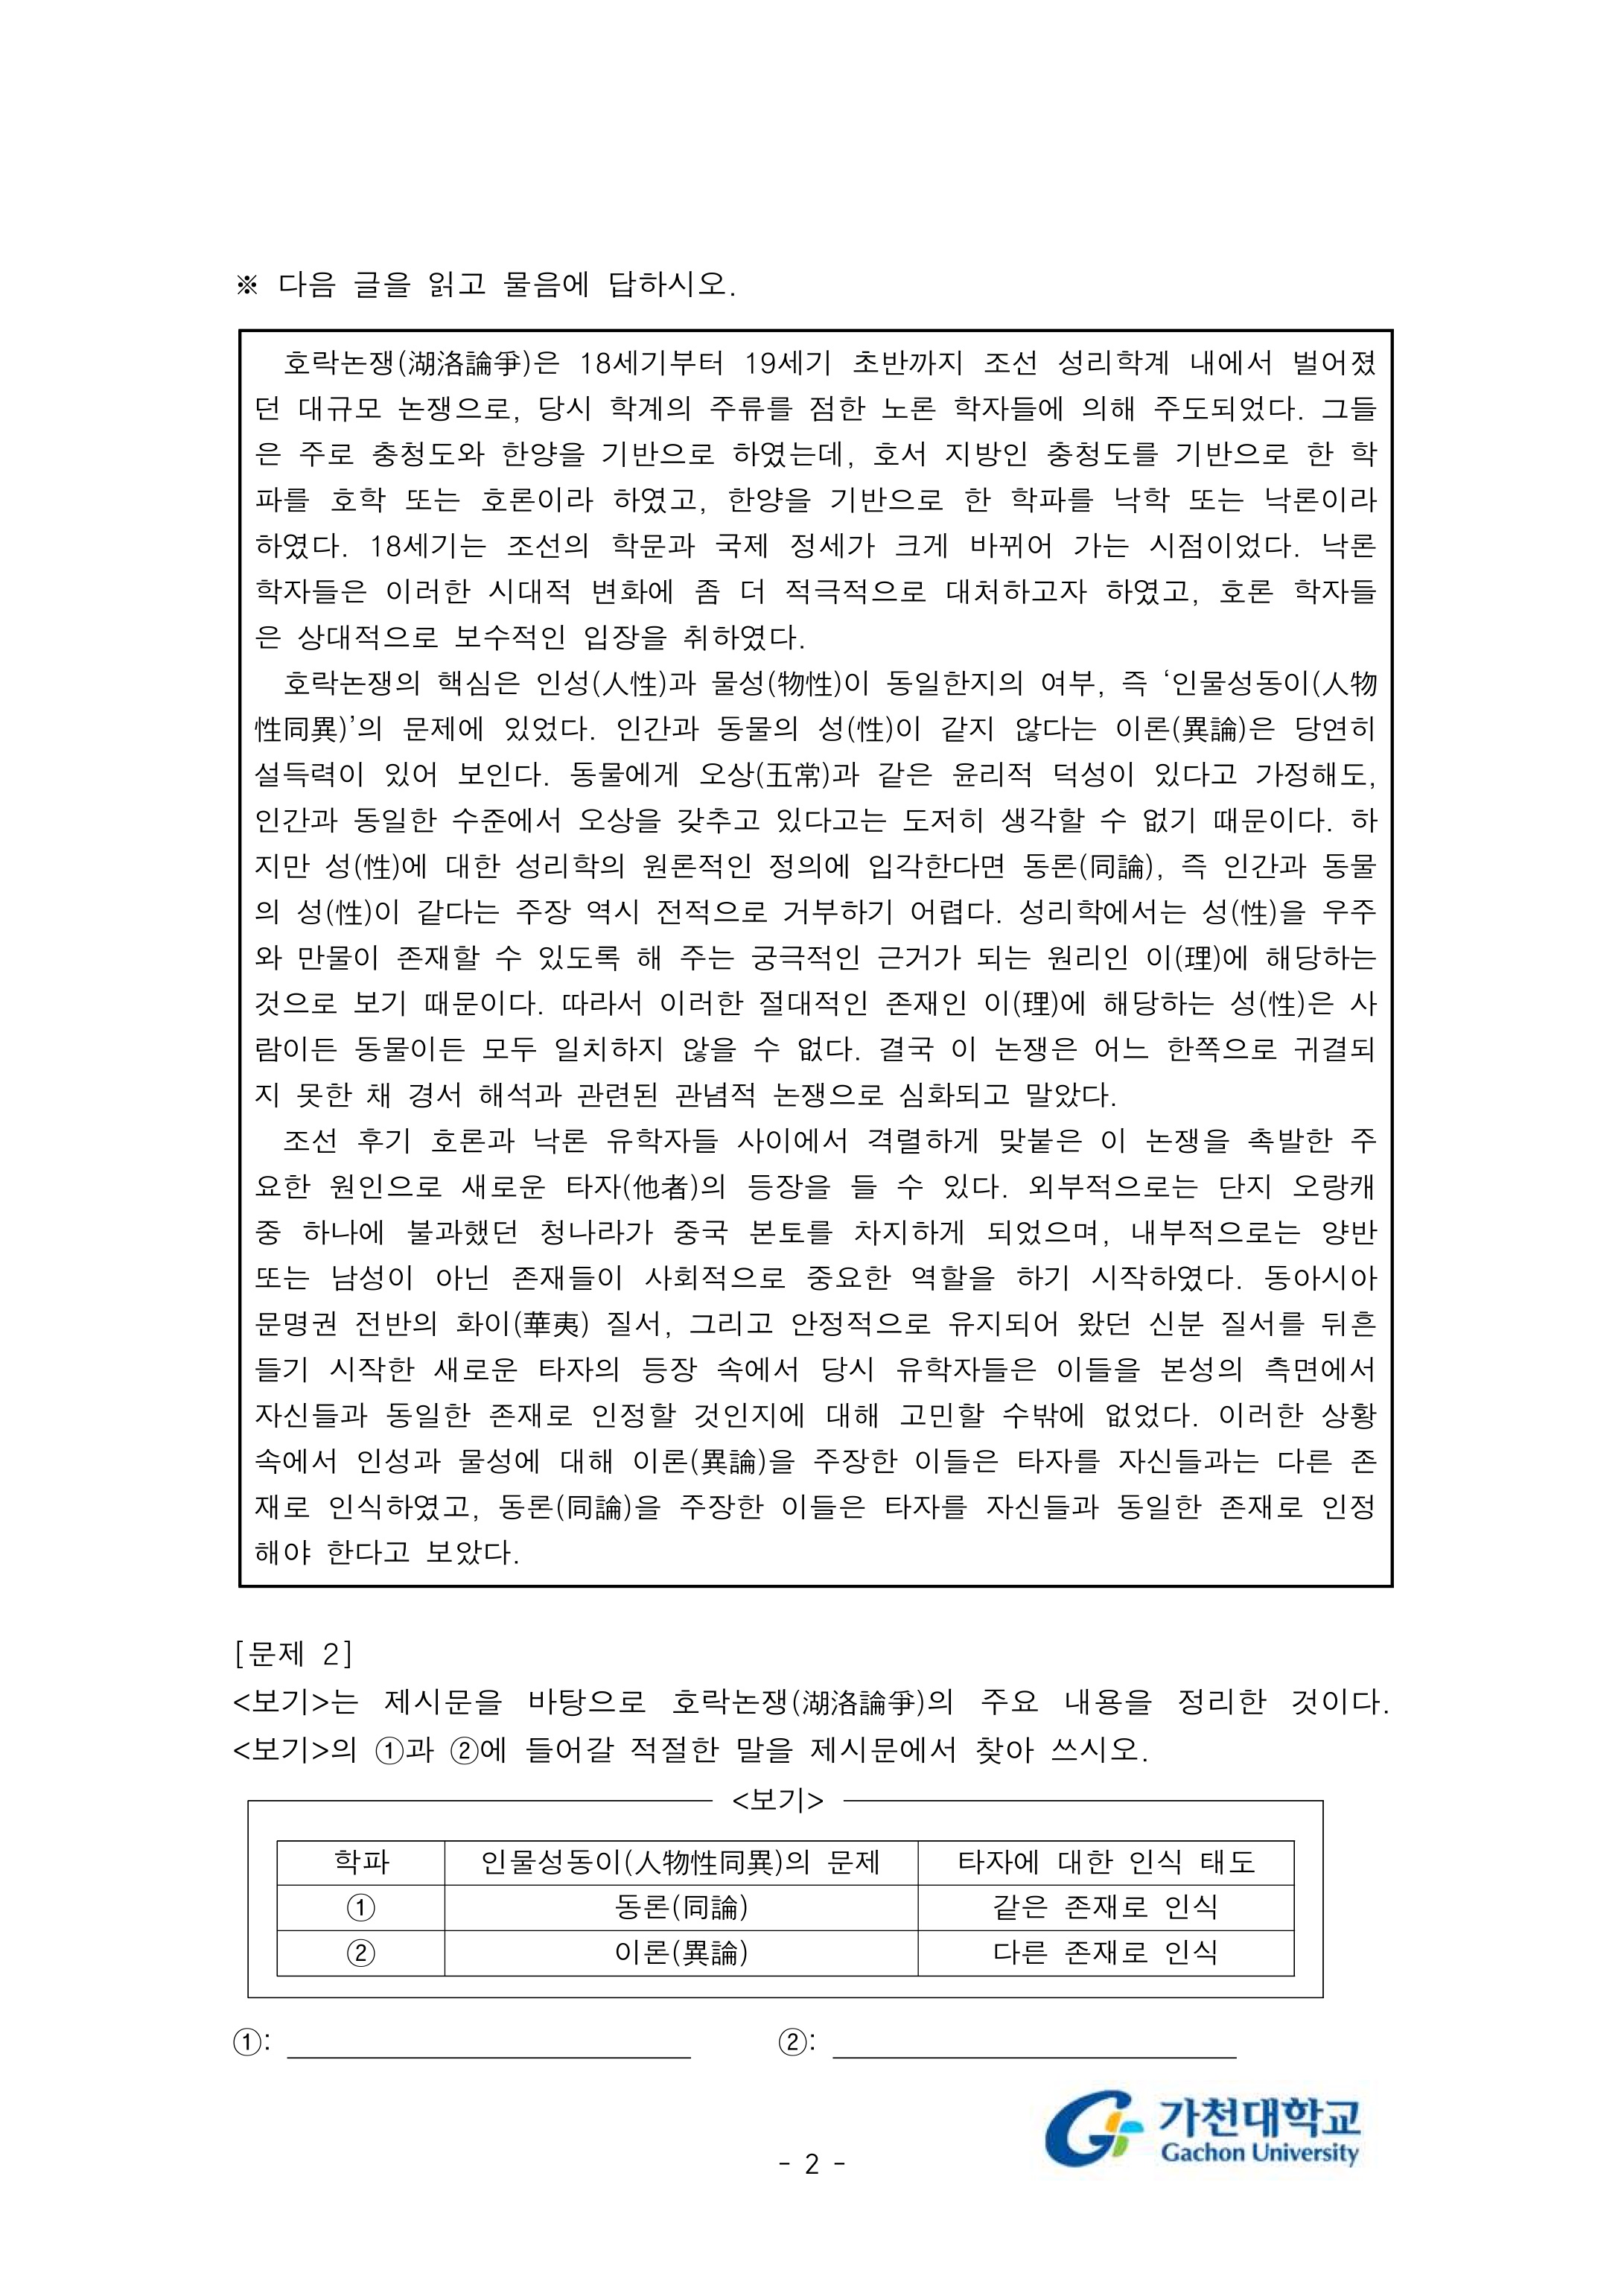 ※ 다음 글을 읽고 물음에 답하시오.
호락논쟁(湖洛論爭)은 18세기부터 19세기 초반까지 조선 성리학계 내에서 벌어졌
던 대규모 논쟁으로, 당시 학계의 주류를 점한 노론 학자들에 의해 주도되었다. 그들
은 주로 충청도와 한양을 기반으로 하였는데, 호서 지방인 충청도를 기반으로 한 학
파를 호학 또는 호론이라 하였고, 한양을 기반으로 한 학파를 낙학 또는 낙론이라
하였다. 18세기는 조선의 학문과 국제 정세가 크게 바뀌어 가는 시점이었다. 낙론
학자들은 이러한 시대적 변화에 좀 더 적극적으로 대처하고자 하였고, 호론 학자들
은 상대적으로 보수적인 입장을 취하였다.
호락논쟁의 핵심은 인성(人性)과 물성(物性)이 동일한지의 여부, 즉 ‘인물성동이(人物
性同異)’의 문제에 있었다. 인간과 동물의 성(性)이 같지 않다는 이론(異論)은 당연히
설득력이 있어 보인다. 동물에게 오상(五常)과 같은 윤리적 덕성이 있다고 가정해도,
인간과 동일한 수준에서 오상을 갖추고 있다고는 도저히 생각할 수 없기 때문이다. 하
지만 성(性)에 대한 성리학의 원론적인 정의에 입각한다면 동론(同論), 즉 인간과 동물
의 성(性)이 같다는 주장 역시 전적으로 거부하기 어렵다. 성리학에서는 성(性)을 우주
와 만물이 존재할 수 있도록 해 주는 궁극적인 근거가 되는 원리인 이(理)에 해당하는
것으로 보기 때문이다. 따라서 이러한 절대적인 존재인 이(理)에 해당하는 성(性)은 사
람이든 동물이든 모두 일치하지 않을 수 없다. 결국 이 논쟁은 어느 한쪽으로 귀결되
지 못한 채 경서 해석과 관련된 관념적 논쟁으로 심화되고 말았다.
조선 후기 호론과 낙론 유학자들 사이에서 격렬하게 맞붙은 이 논쟁을 촉발한 주
요한 원인으로 새로운 타자(他者)의 등장을 들 수 있다. 외부적으로는 단지 오랑캐
중 하나에 불과했던 청나라가 중국 본토를 차지하게 되었으며, 내부적으로는 양반
또는 남성이 아닌 존재들이 사회적으로 중요한 역할을 하기 시작하였다. 동아시아
문명권 전반의 화이(華夷) 질서, 그리고 안정적으로 유지되어 왔던 신분 질서를 뒤흔
들기 시작한 새로운 타자의 등장 속에서 당시 유학자들은 이들을 본성의 측면에서
자신들과 동일한 존재로 인정할 것인지에 대해 고민할 수밖에 없었다. 이러한 상황
속에서 인성과 물성에 대해 이론(異論)을 주장한 이들은 타자를 자신들과는 다른 존
재로 인식하였고, 동론(同論)을 주장한 이들은 타자를 자신들과 동일한 존재로 인정
해야 한다고 보았다.
[문제 2]
<보기>는 제시문을 바탕으로 호락논쟁(湖洛論爭)의 주요 내용을 정리한 것이다.
<보기>의 ①과 ②에 들어갈 적절한 말을 제시문에서 찾아 쓰시오.
<보기>
학파 인물성동이(人物性同異)의 문제 타자에 대한 인식 태도
① 동론(同論) 같은 존재로 인식
② 이론(異論) 다른 존재로 인식
①: ②:
가천대학교
Gachon University
- 2 -